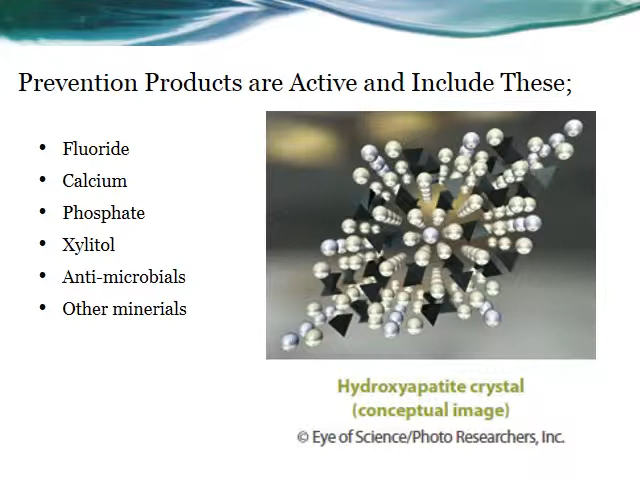 Prevention Products are Active and Include These;
• Fluoride
• Calcium
• Phosphate
• Xylitol
• Anti-microbials
• Other minerials
Hydroxyapatite crystal
(conceptual image)
© Eye of Science/Photo Researchers, Inc.